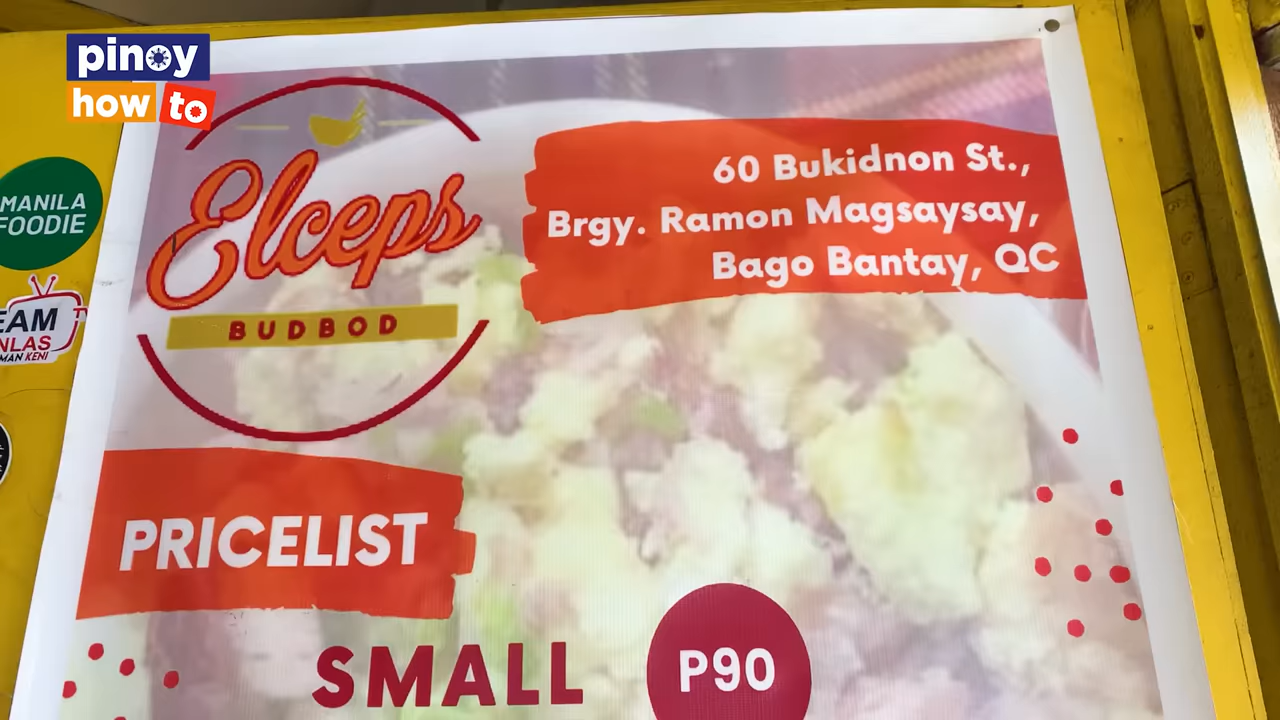 pinoy
how to
MANILA
FOODIE
EAM
NLAS
MAN KENI
Elceps
BUDBOD
60 Bukidnon St.,
Brgy. Ramon Magsaysay,
Bago Bantay, QC
PRICELIST
SMALL P90